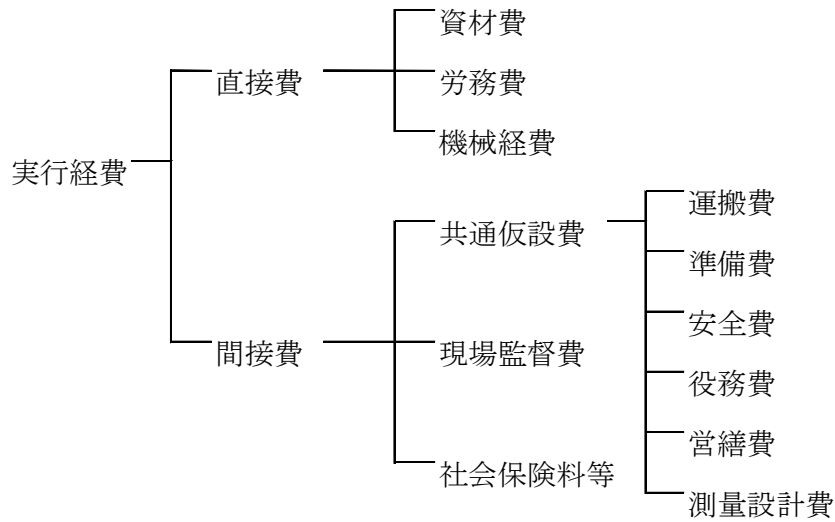 実行経費
直接費
資材費
労務費
機械経費
間接費
共通仮設費
運搬費
準備費
安全費
役務費
営繕費
測量設計費
現場監督費
社会保険料等